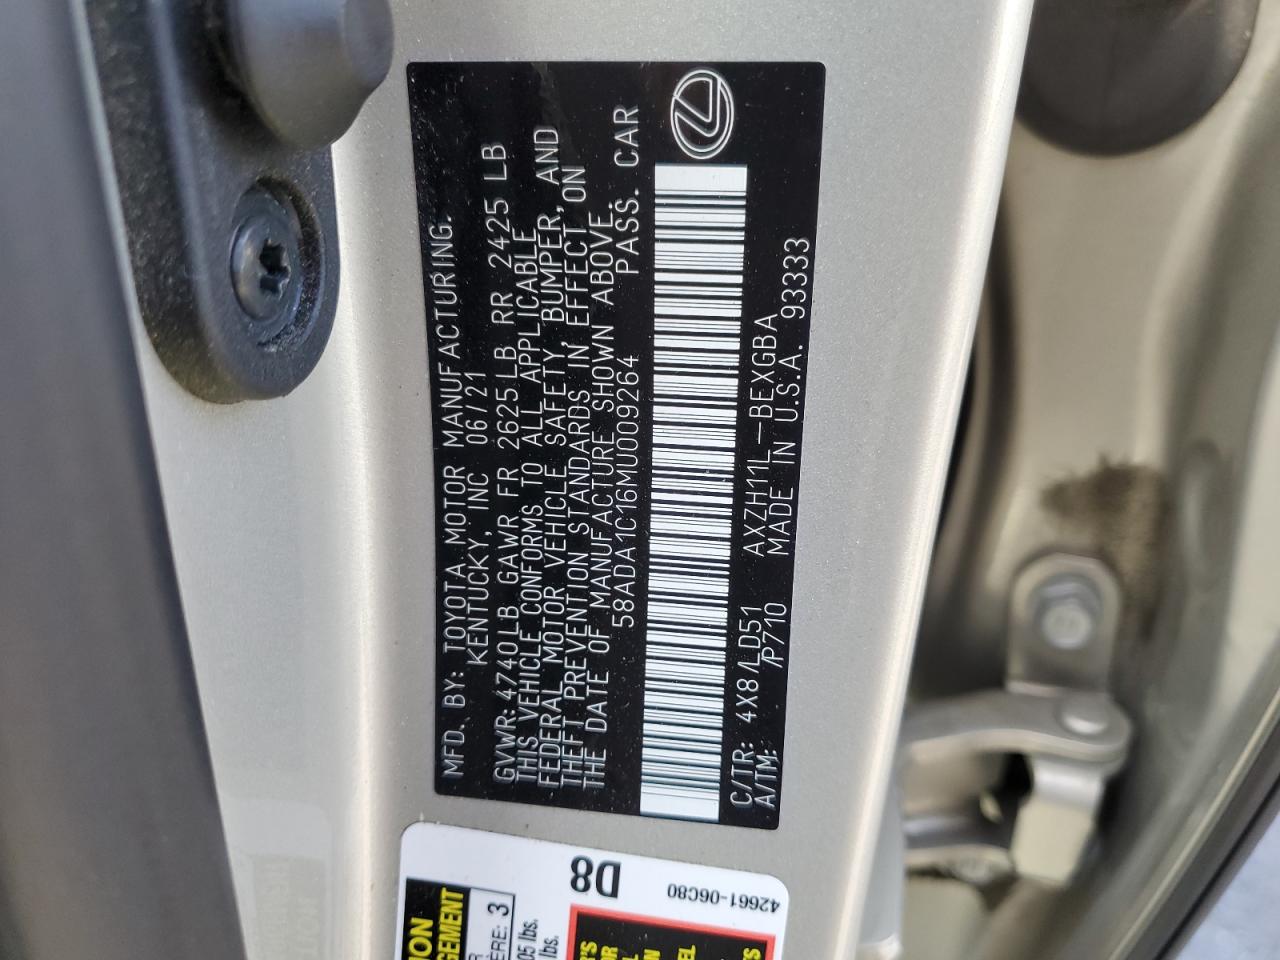 MFD. BY: TOYOTA MOTOR MANUFACTURING.
KENTUCKY, INC 06/21
GVWR: 4740LB GAWR FR 2625LB RR 2425 LB
THIS VEHICLE CONFORMS TO ALL APPLICABLE
FEDERAL MOTOR VEHICLE SAFETY, BUMPER, AND
THEFT PREVENTION STANDARDS IN EFFECT ON
THE DATE OF MANUFACTURE SHOWN ABOVE.
58ADA1C16MU009264 PASS. CAR
C/TR: 4X8/LD51 AXZH11L-BEXGBA
A/TM: /P710 MADE IN U.S.A. 93333
D8
42661-06C80
3